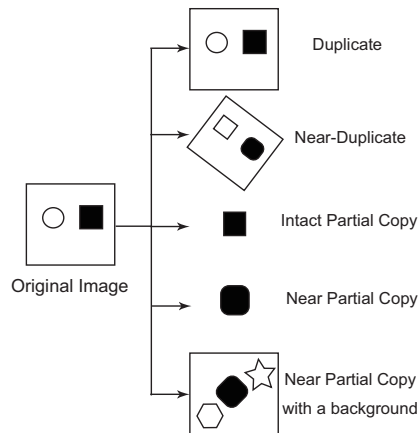 Duplicate
Near-Duplicate
Intact Partial Copy
Original Image
Near Partial Copy
Near Partial Copy
with a background